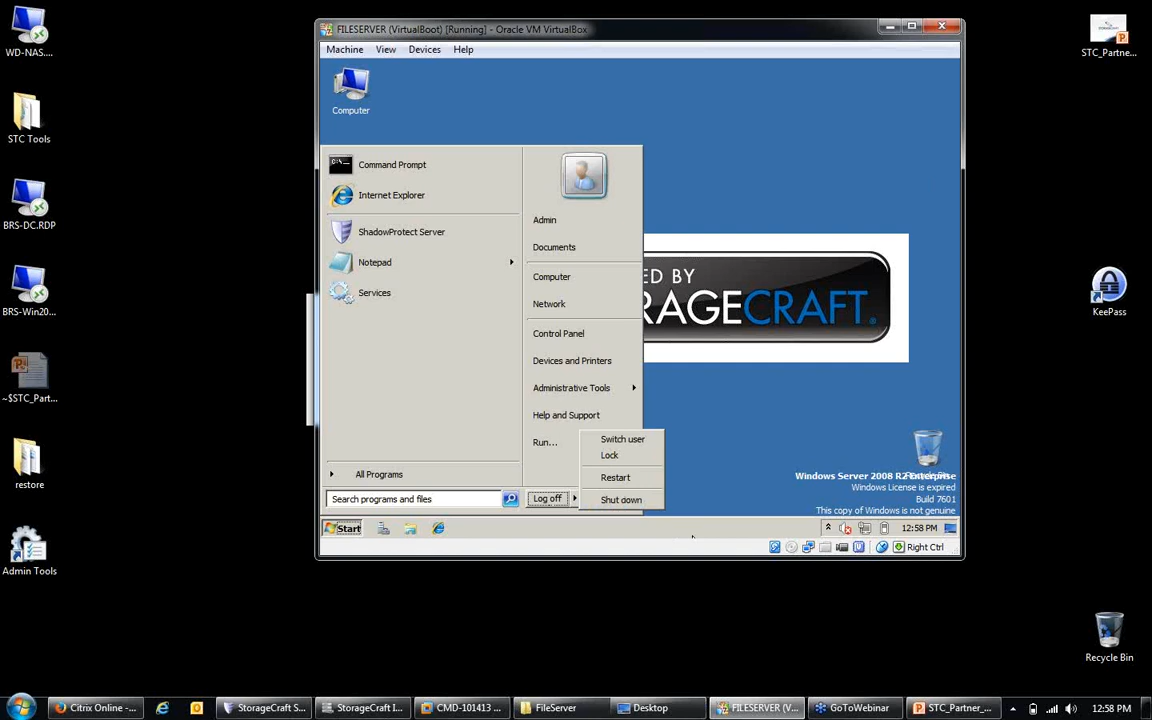 WD-NAS....
STC Tools
BRS-DC.RDP
BRS-Win20...
~$STC_Part...
restore
Admin Tools
FILESERVER (VirtualBoot) [Running] - Oracle VM VirtualBox
Machine View Devices Help
Computer
Command Prompt
Internet Explorer
ShadowProtect Server
Notepad
Services
All Programs
Search programs and files
Admin
Documents
Computer
Network
Control Panel
Devices and Printers
Administrative Tools
Help and Support
Run...
Log off
Switch user
Lock
Restart
Shut down
ED BY
RAGECRAFT®
Windows Server 2008 R2 Enterprise
Windows License is expired
Build 7601
This copy of Windows is not genuine
Start
12:58 PM
Right Ctrl
STC_Partne...
KeePass
Recycle Bin
Citrix Online -...
StorageCraft S...
StorageCraft I...
CMD-101413 ...
FileServer
Desktop
FILESERVER (V...
GoToWebinar
STC_Partner_...
12:58 PM